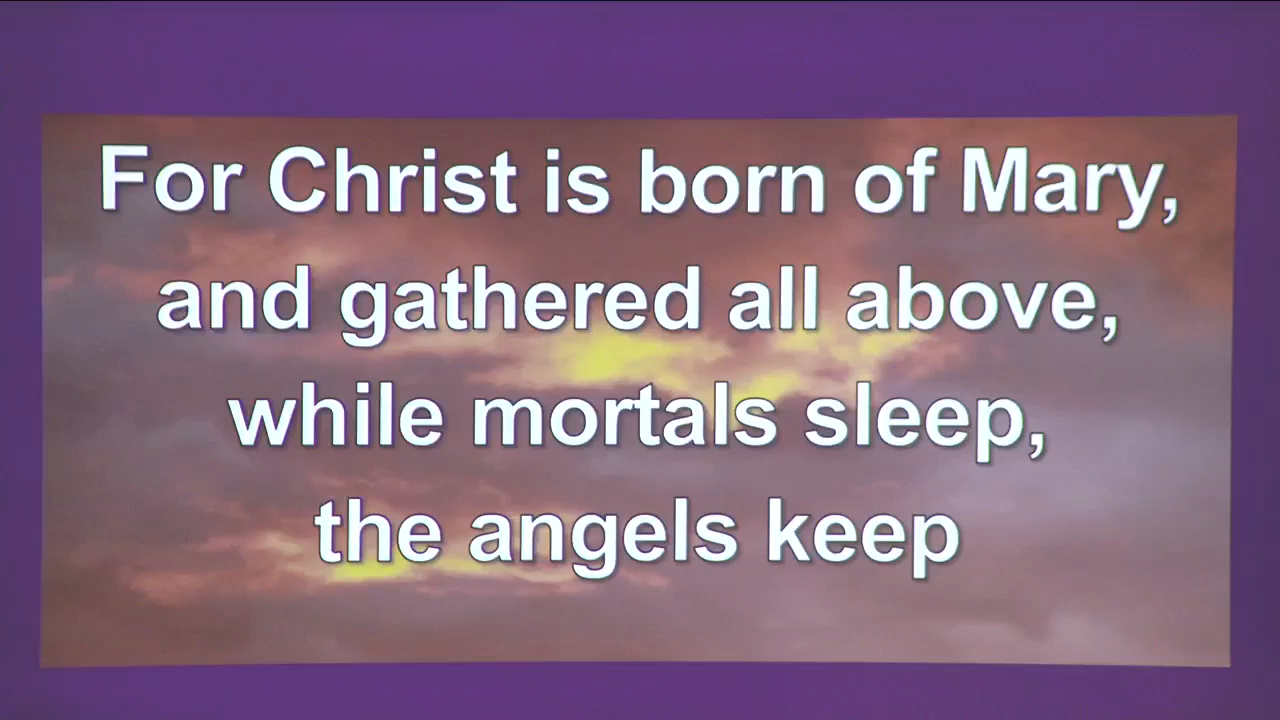 For Christ is born of Mary,
and gathered all above,
while mortals sleep,
the angels keep